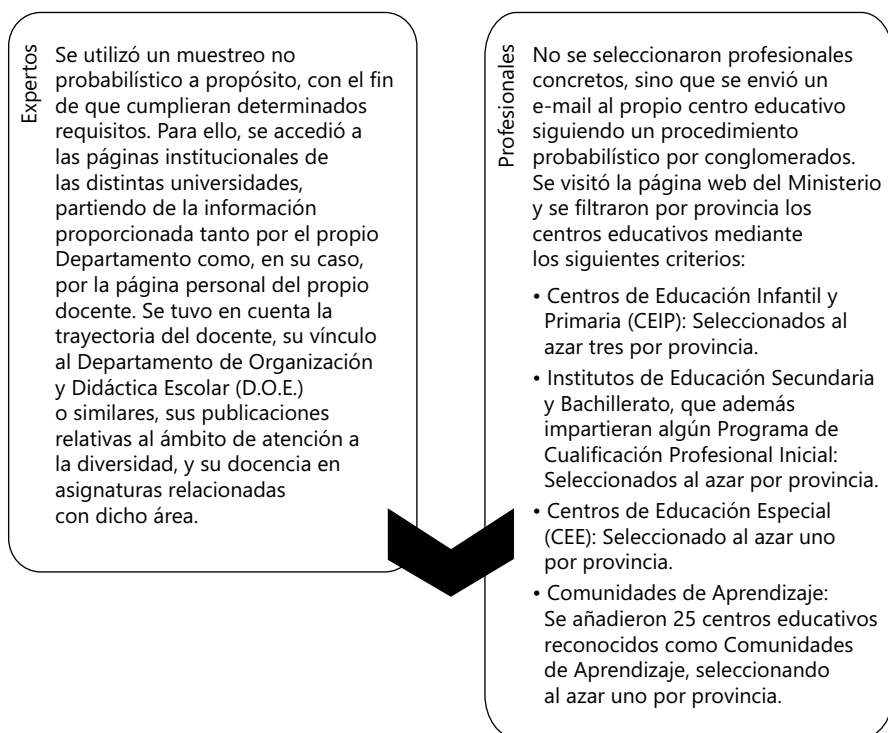 Expertos
Se utilizó un muestreo no
probabilístico a propósito, con el fin
de que cumplieran determinados
requisitos. Para ello, se accedió a
las páginas institucionales de
las distintas universidades,
partiendo de la información
proporcionada tanto por el propio
Departamento como, en su caso,
por la página personal del propio
docente. Se tuvo en cuenta la
trayectoria del docente, su vínculo
al Departamento de Organización
y Didáctica Escolar (D.O.E.)
o similares, sus publicaciones
relativas al ámbito de atención a
la diversidad, y su docencia en
asignaturas relacionadas
con dicho área.
Profesionales
No se seleccionaron profesionales
concretos, sino que se envió un
e-mail al propio centro educativo
siguiendo un procedimiento
probabilístico por conglomerados.
Se visitó la página web del Ministerio
y se filtraron por provincia los
centros educativos mediante
los siguientes criterios:
• Centros de Educación Infantil y
Primaria (CEIP): Seleccionados al
azar tres por provincia.
• Institutos de Educación Secundaria
y Bachillerato, que además
impartieran algún Programa de
Cualificación Profesional Inicial:
Seleccionados al azar por provincia.
• Centros de Educación Especial
(CEE): Seleccionado al azar uno
por provincia.
• Comunidades de Aprendizaje:
Se añadieron 25 centros educativos
reconocidos como Comunidades
de Aprendizaje, seleccionando
al azar uno por provincia.